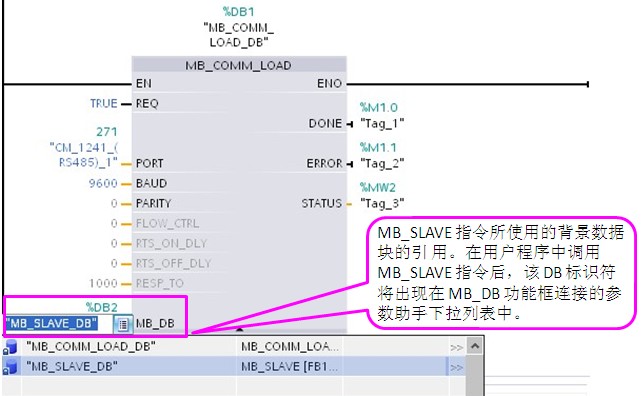 %DB1
"MB_COMM_
LOAD_DB"
MB_COMM_LOAD
EN ENO
TRUE REQ
%M1.0
DONE "Tag_1"
271
"CM_1241_(
RS485)_1" PORT
%M1.1
ERROR "Tag_2"
9600 BAUD
%MW2
0 PARITY STATUS "Tag_3"
0 FLOW_CTRL
0 RTS_ON_DLY
0 RTS_OFF_DLY
1000 RESP_TO
%DB2
"MB_SLAVE_DB" MB_DB
MB_SLAVE 指令所使用的背景数据
块的引用。在用户程序中调用
MB_SLAVE 指令后，该 DB 标识符
将出现在 MB_DB 功能框连接的参
数助手下拉列表中。
"MB_COMM_LOAD_DB" MB_COMM_LOA... >>
"MB_SLAVE_DB" MB_SLAVE [FB1... >>